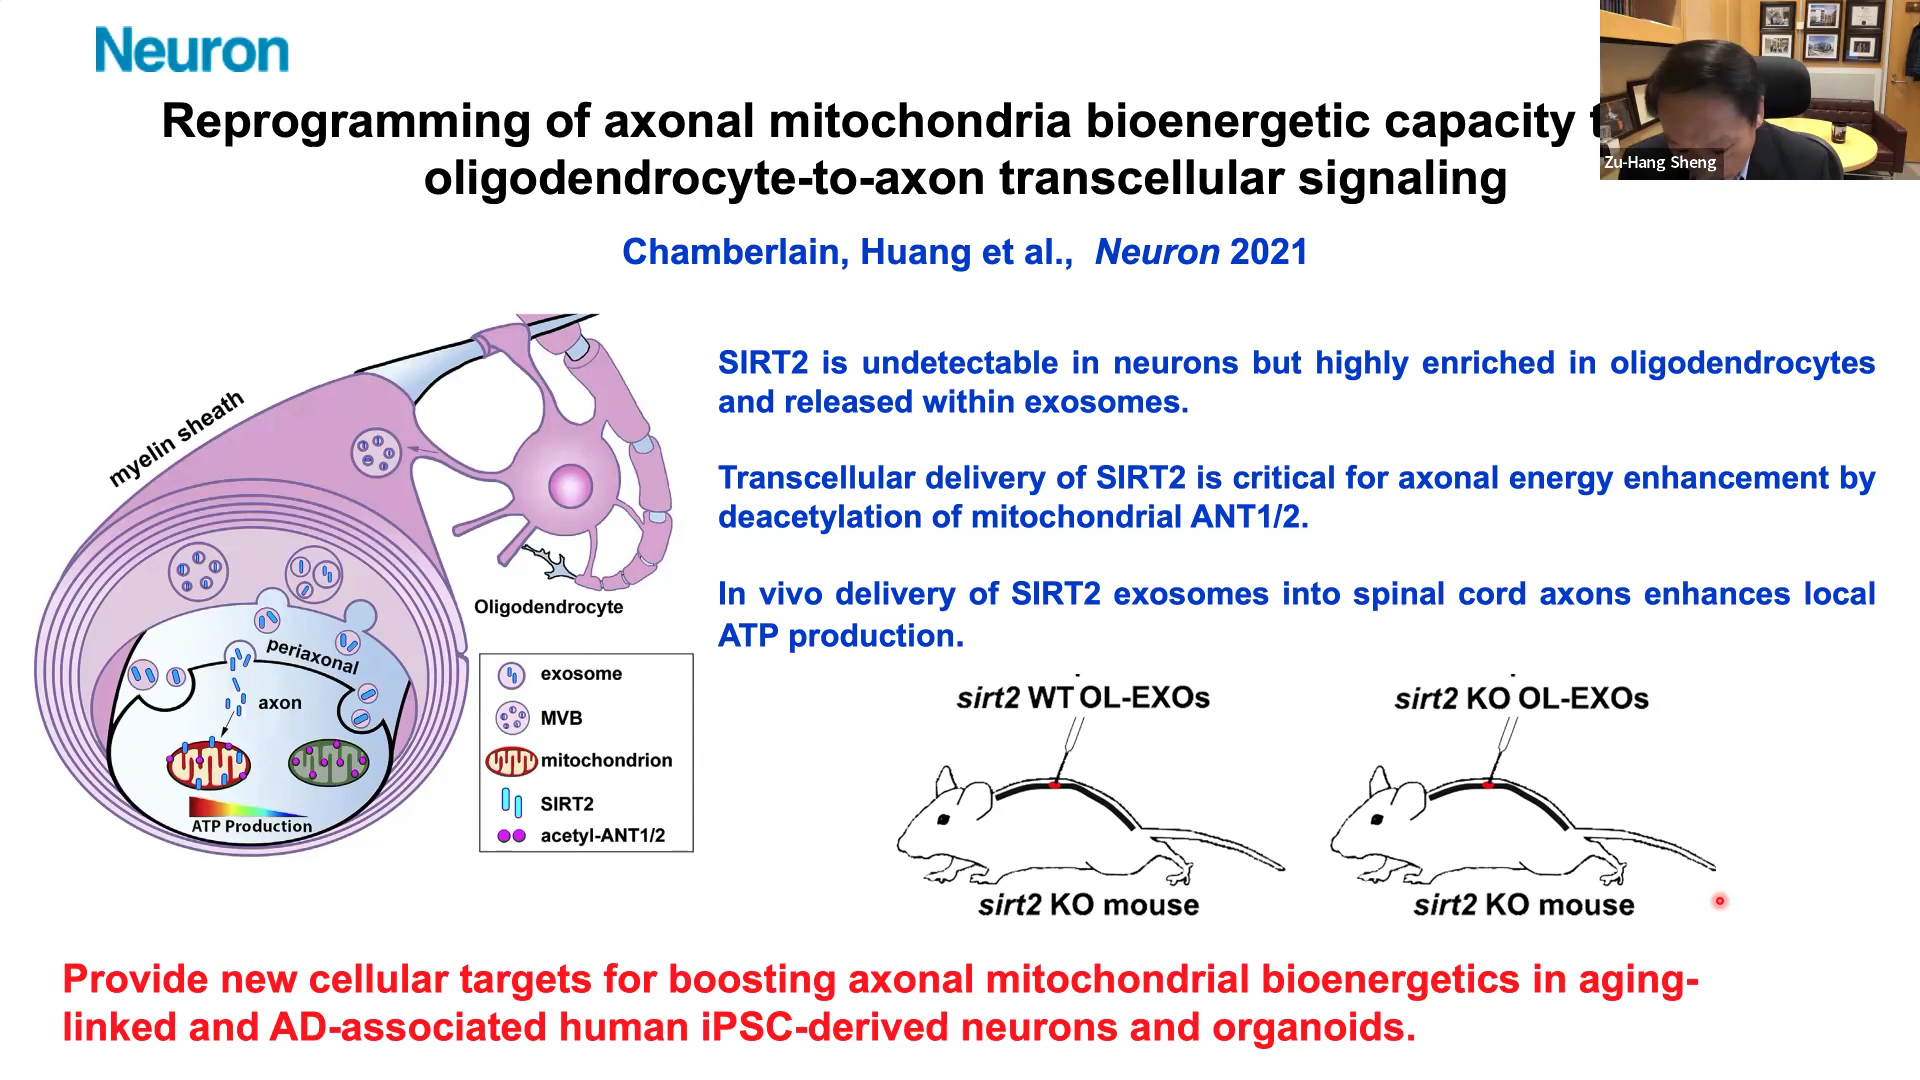 Neuron
Reprogramming of axonal mitochondria bioenergetic capacity
oligodendrocyte-to-axon transcellular signaling
Zu-Hang Sheng
Chamberlain, Huang et al., Neuron 2021
SIRT2 is undetectable in neurons but highly enriched in oligodendrocytes
and released within exosomes.
Transcellular delivery of SIRT2 is critical for axonal energy enhancement by
deacetylation of mitochondrial ANT1/2.
In vivo delivery of SIRT2 exosomes into spinal cord axons enhances local
ATP production.
myelin sheath
Oligodendrocyte
periaxonal
axon
ATP Production
exosome
MVB
mitochondrion
SIRT2
acetyl-ANT1/2
sirt2 WT OL-EXOs
sirt2 KO OL-EXOs
sirt2 KO mouse
sirt2 KO mouse
Provide new cellular targets for boosting axonal mitochondrial bioenergetics in aging-
linked and AD-associated human iPSC-derived neurons and organoids.